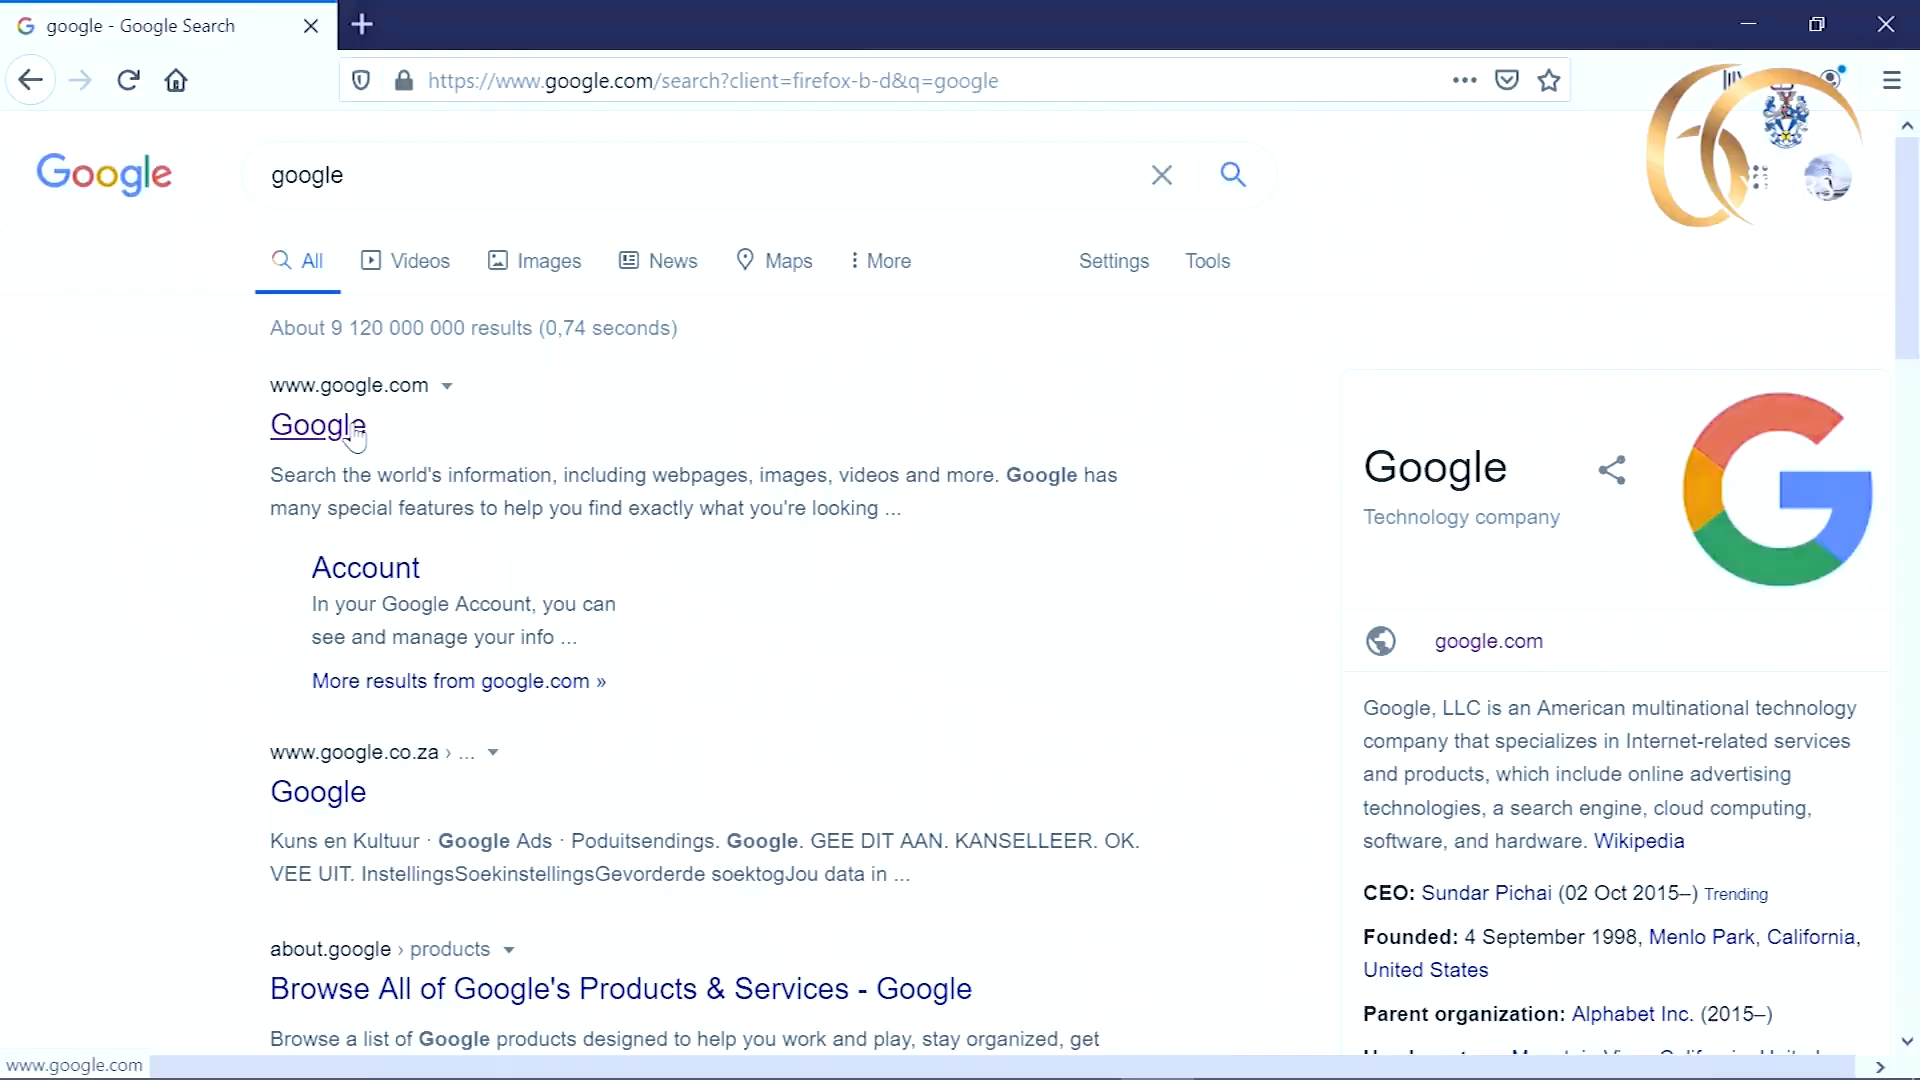 google - Google Search
https://www.google.com/search?client=firefox-b-d&q=google
Google
google
All
Videos
Images
News
Maps
More
Settings
Tools
About 9 120 000 000 results (0,74 seconds)
www.google.com
Google
Search the world's information, including webpages, images, videos and more. Google has
many special features to help you find exactly what you're looking ...
Account
In your Google Account, you can
see and manage your info ...
More results from google.com »
www.google.co.za › ...
Google
Kuns en Kultuur · Google Ads · Poduitsendings. Google. GEE DIT AAN. KANSELLEER. OK.
VEE UIT. InstellingsSoekinstellingsGevorderde soektogJou data in ...
about.google › products
Browse All of Google's Products & Services - Google
Browse a list of Google products designed to help you work and play, stay organized, get
www.google.com
Google
Technology company
google.com
Google, LLC is an American multinational technology
company that specializes in Internet-related services
and products, which include online advertising
technologies, a search engine, cloud computing,
software, and hardware. Wikipedia
CEO: Sundar Pichai (02 Oct 2015–) Trending
Founded: 4 September 1998, Menlo Park, California,
United States
Parent organization: Alphabet Inc. (2015–)